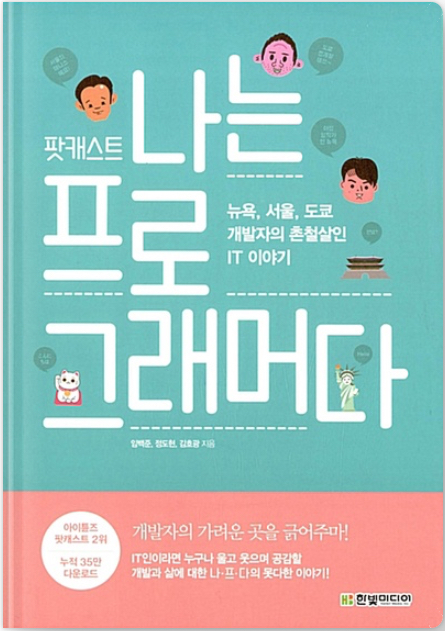 팟캐스트
나는
프로
그래머다
뉴욕, 서울, 도쿄
개발자의 촌철살인
IT 이야기
임백준, 정도현, 김호광 지음
아이튠즈
팟캐스트 2위
누적 35만
다운로드
개발자의 가려운 곳을 긁어주마!
IT인이라면 누구나 울고 웃으며 공감할
개발과 삶에 대한 나·프·다의 못다한 이야기!
HB 한빛미디어